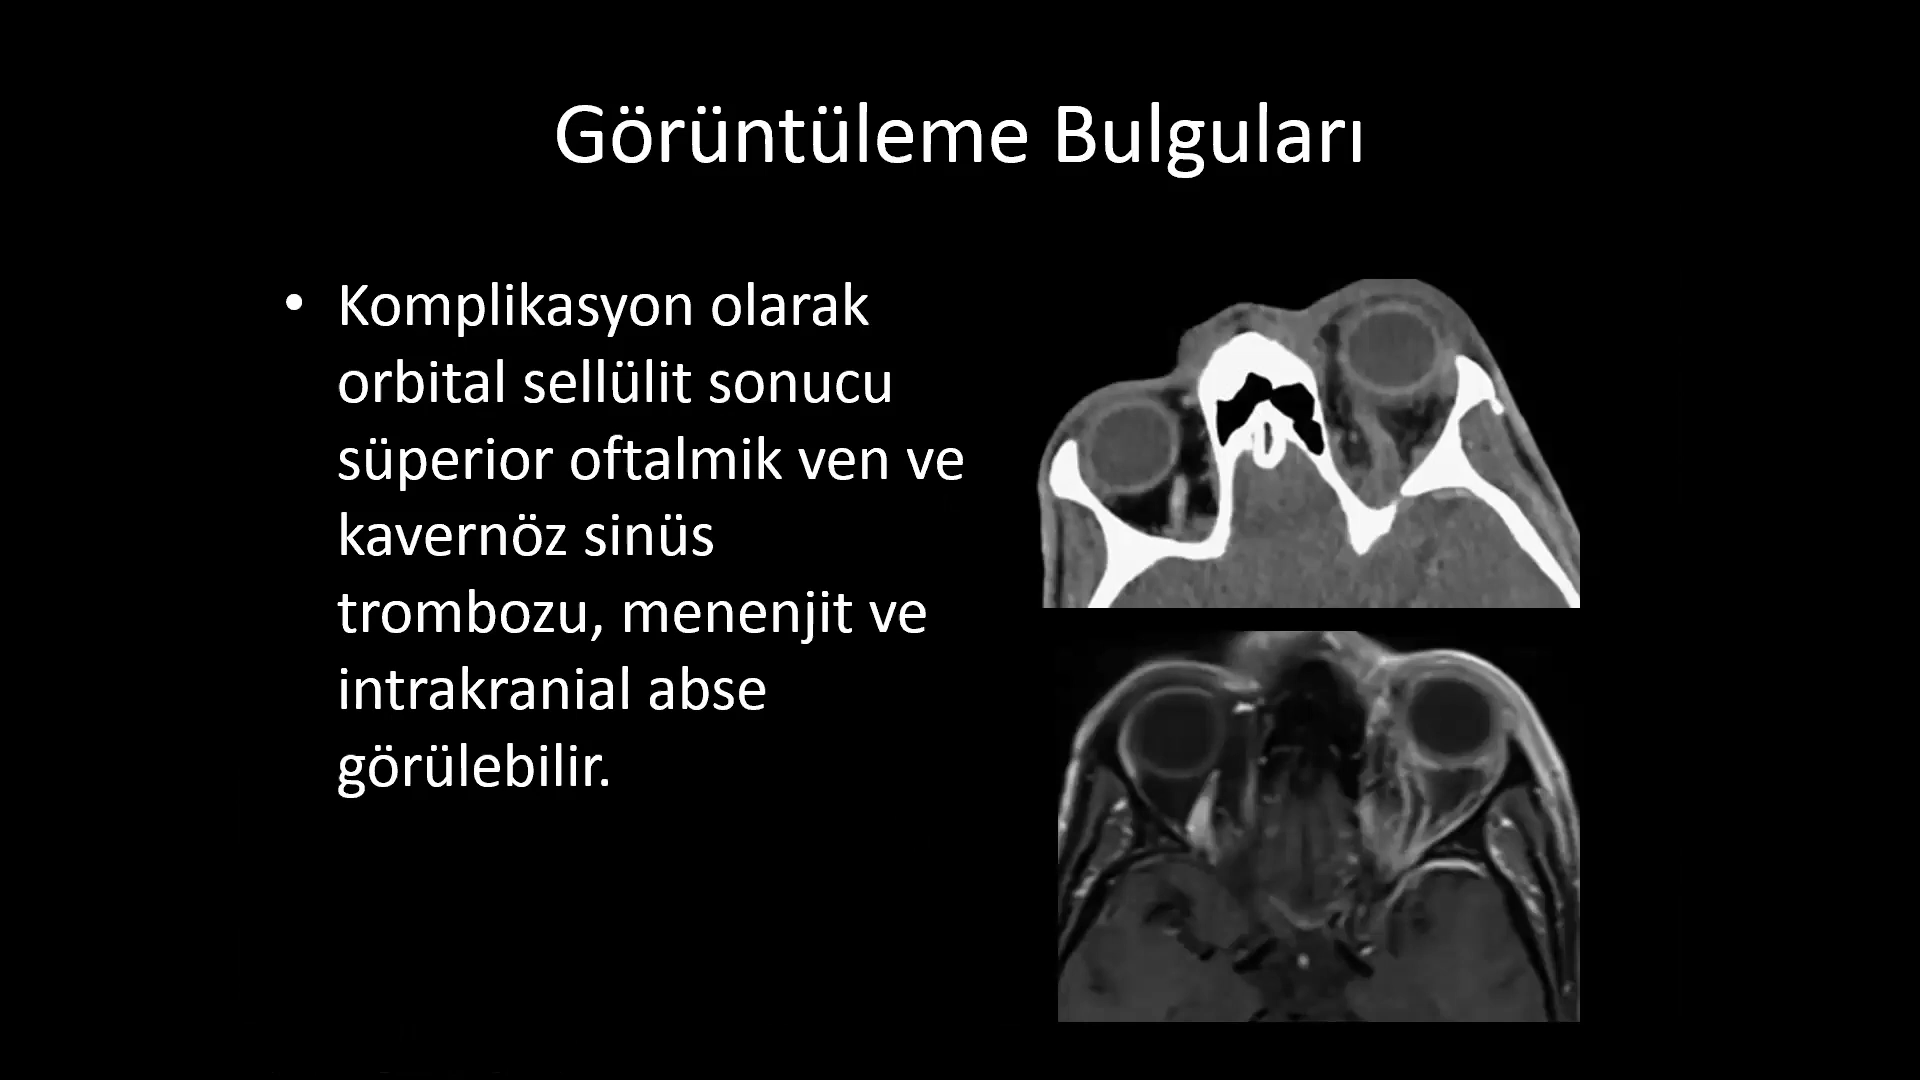 Görüntüleme Bulguları
• Komplikasyon olarak
orbital sellülit sonucu
süperior oftalmik ven ve
kavernöz sinüs
trombozu, menenjit ve
intrakranial abse
görülebilir.